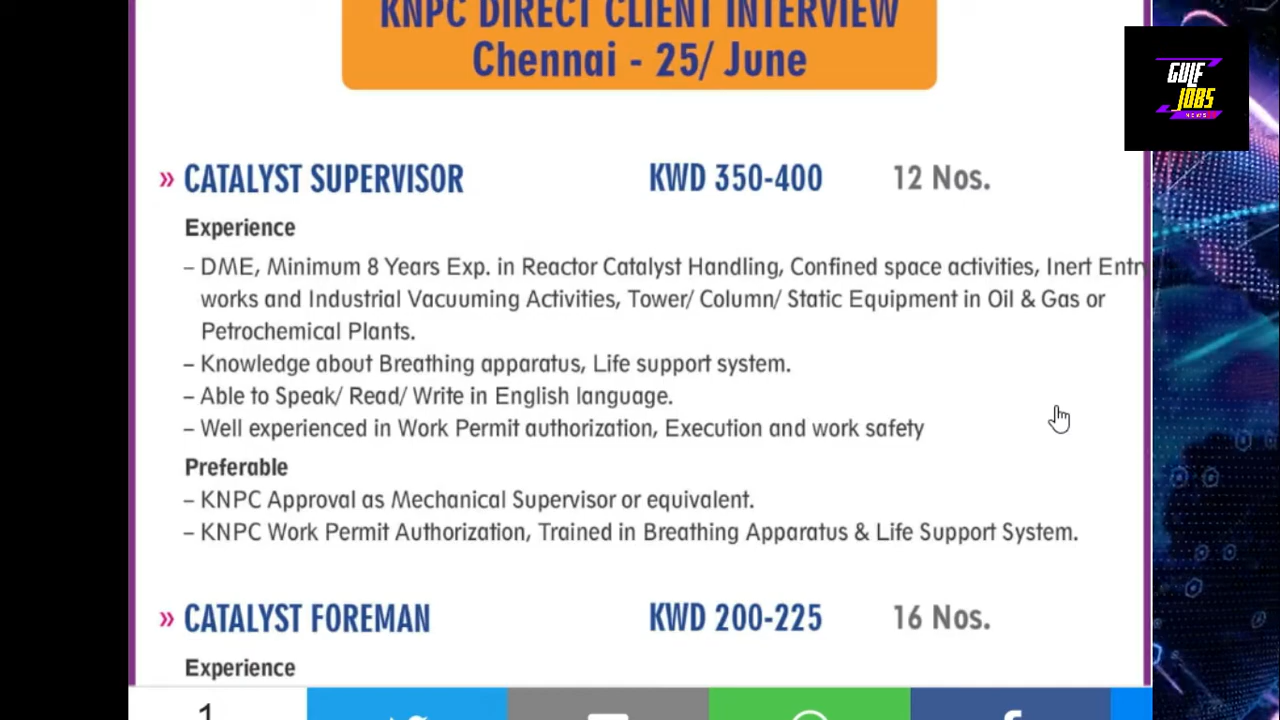 KNPC DIRECT CLIENT INTERVIEW
Chennai - 25/ June
GULF
JOBS
NEWS
» CATALYST SUPERVISOR KWD 350-400 12 Nos.
Experience
– DME, Minimum 8 Years Exp. in Reactor Catalyst Handling, Confined space activities, Inert Entry
works and Industrial Vacuuming Activities, Tower/ Column/ Static Equipment in Oil & Gas or
Petrochemical Plants.
– Knowledge about Breathing apparatus, Life support system.
– Able to Speak/ Read/ Write in English language.
– Well experienced in Work Permit authorization, Execution and work safety
Preferable
– KNPC Approval as Mechanical Supervisor or equivalent.
– KNPC Work Permit Authorization, Trained in Breathing Apparatus & Life Support System.
» CATALYST FOREMAN KWD 200-225 16 Nos.
Experience
1